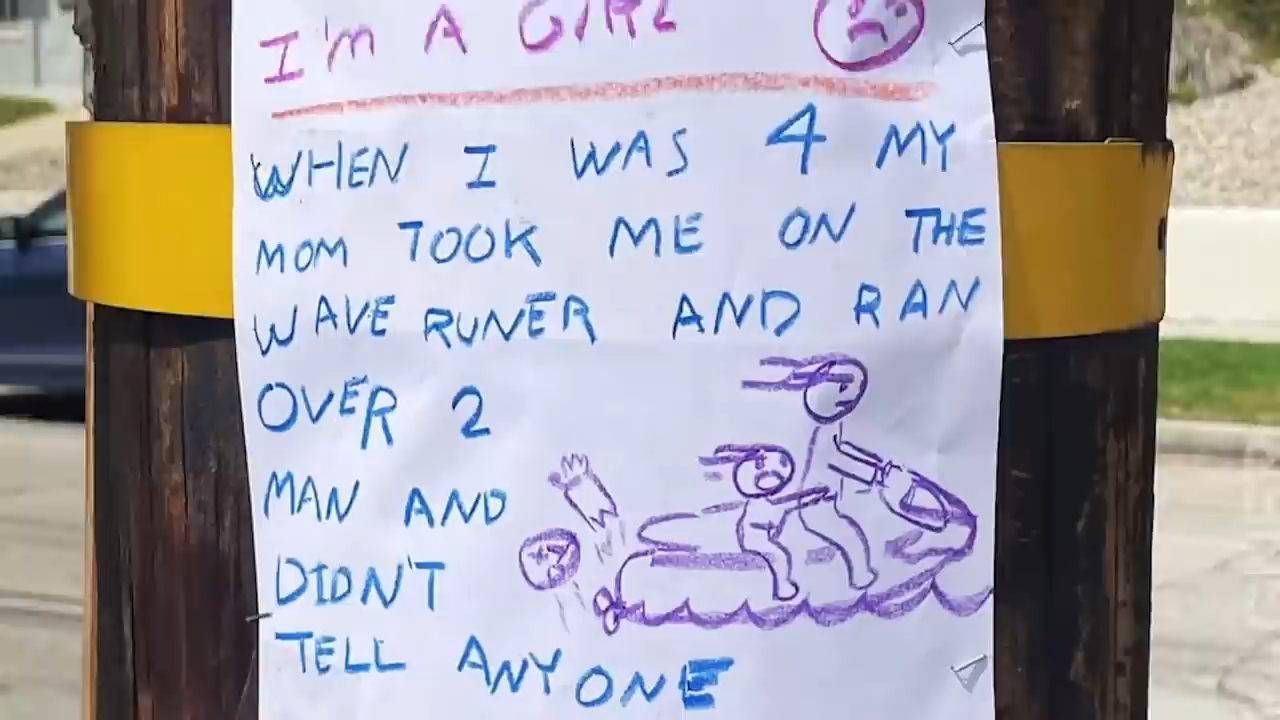 I'M A GIRL
WHEN I WAS 4 MY
MOM TOOK ME ON THE
WAVE RUNER AND RAN
OVER 2
MAN AND
DIDN'T
TELL ANYONE